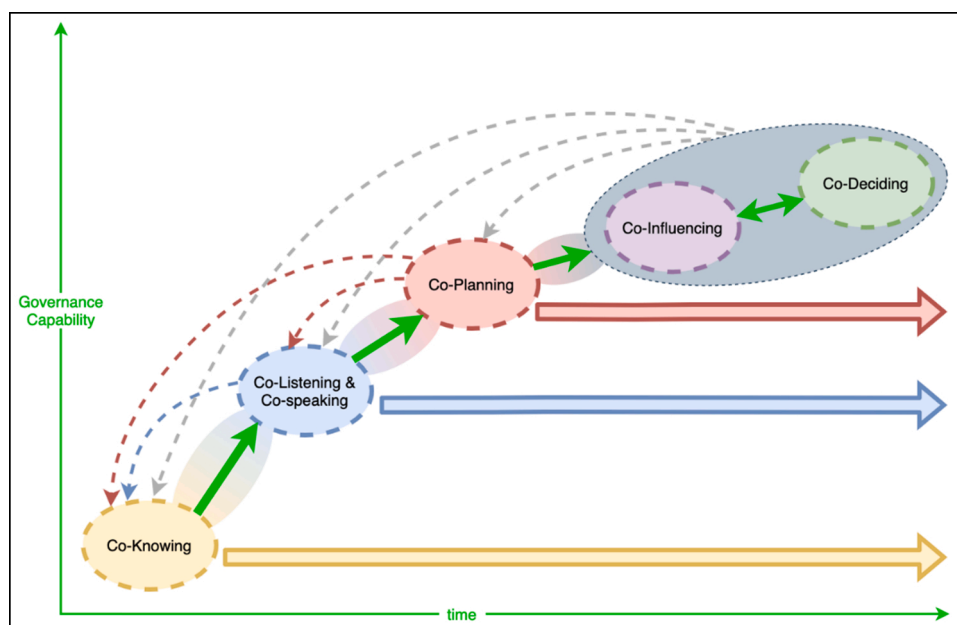 Co-Deciding
Co-Influencing
Co-Planning
Governance
Capability
Co-Listening &
Co-speaking
Co-Knowing
time